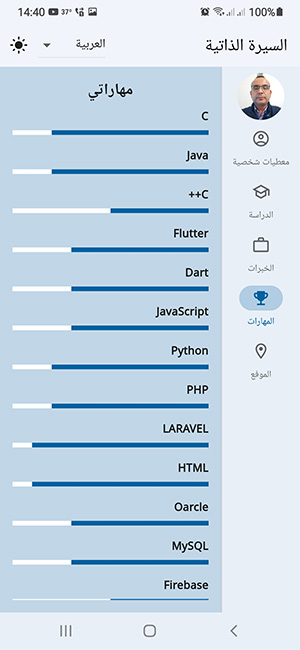 14:40 37° 100%
السيرة الذاتية
العربية
معطيات شخصية
الدراسة
الخبرات
المهارات
الموقع
مهاراتي
C
Java
++C
Flutter
Dart
JavaScript
Python
PHP
LARAVEL
HTML
Oarcle
MySQL
Firebase